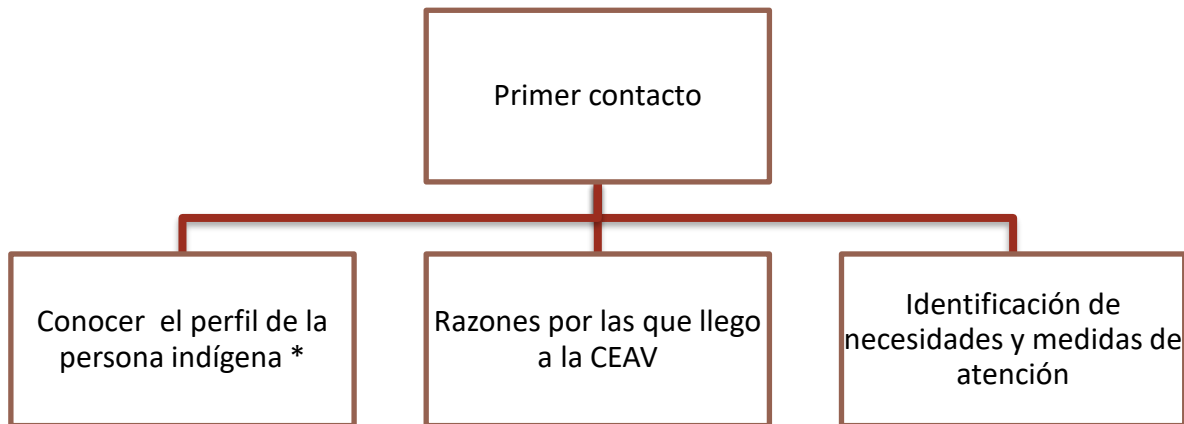 Primer contacto
Conocer  el perfil de la
persona indígena *
Razones por las que llego
a la CEAV
Identificación de
necesidades y medidas de
atención